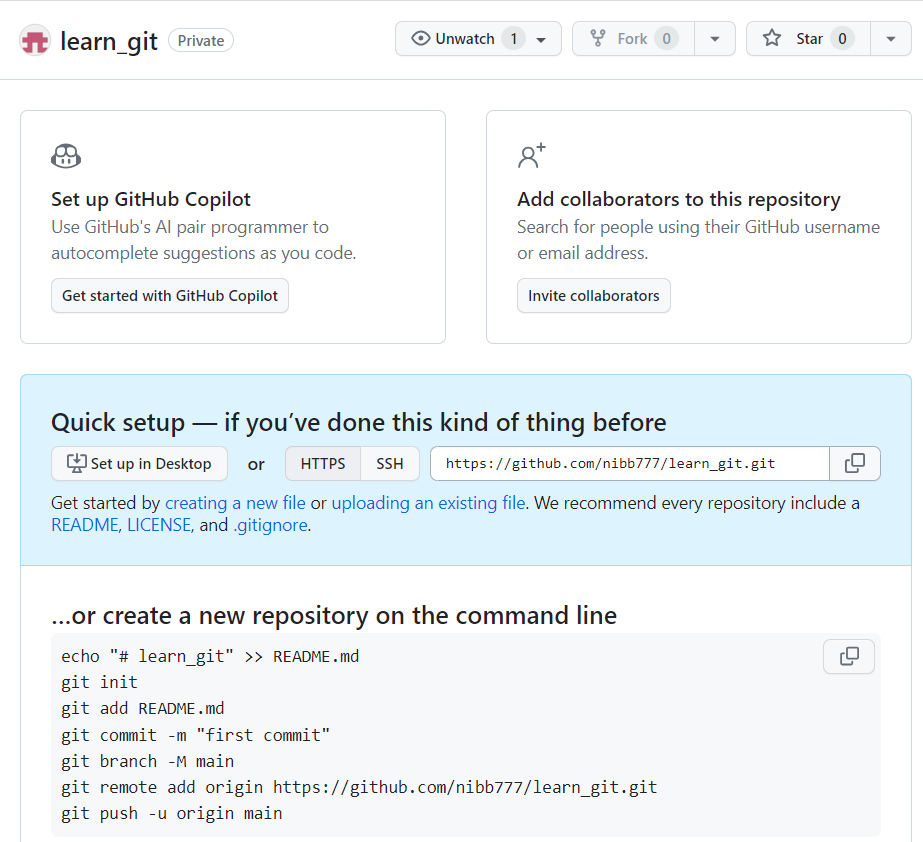 learn_git Private Unwatch 1 Fork 0 Star 0
Set up GitHub Copilot
Use GitHub's AI pair programmer to
autocomplete suggestions as you code.
Get started with GitHub Copilot
Add collaborators to this repository
Search for people using their GitHub username
or email address.
Invite collaborators
Quick setup — if you’ve done this kind of thing before
Set up in Desktop or HTTPS SSH https://github.com/nibb777/learn_git.git
Get started by creating a new file or uploading an existing file. We recommend every repository include a
README, LICENSE, and .gitignore.
…or create a new repository on the command line
echo "# learn_git" >> README.md
git init
git add README.md
git commit -m "first commit"
git branch -M main
git remote add origin https://github.com/nibb777/learn_git.git
git push -u origin main